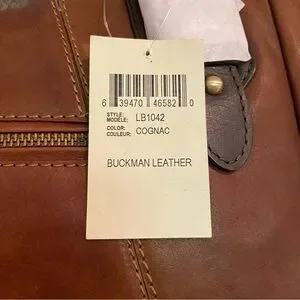 6 39470 46582 0
STYLE:
MODELE: LB1042
COLOR:
COULEUR: COGNAC
BUCKMAN LEATHER